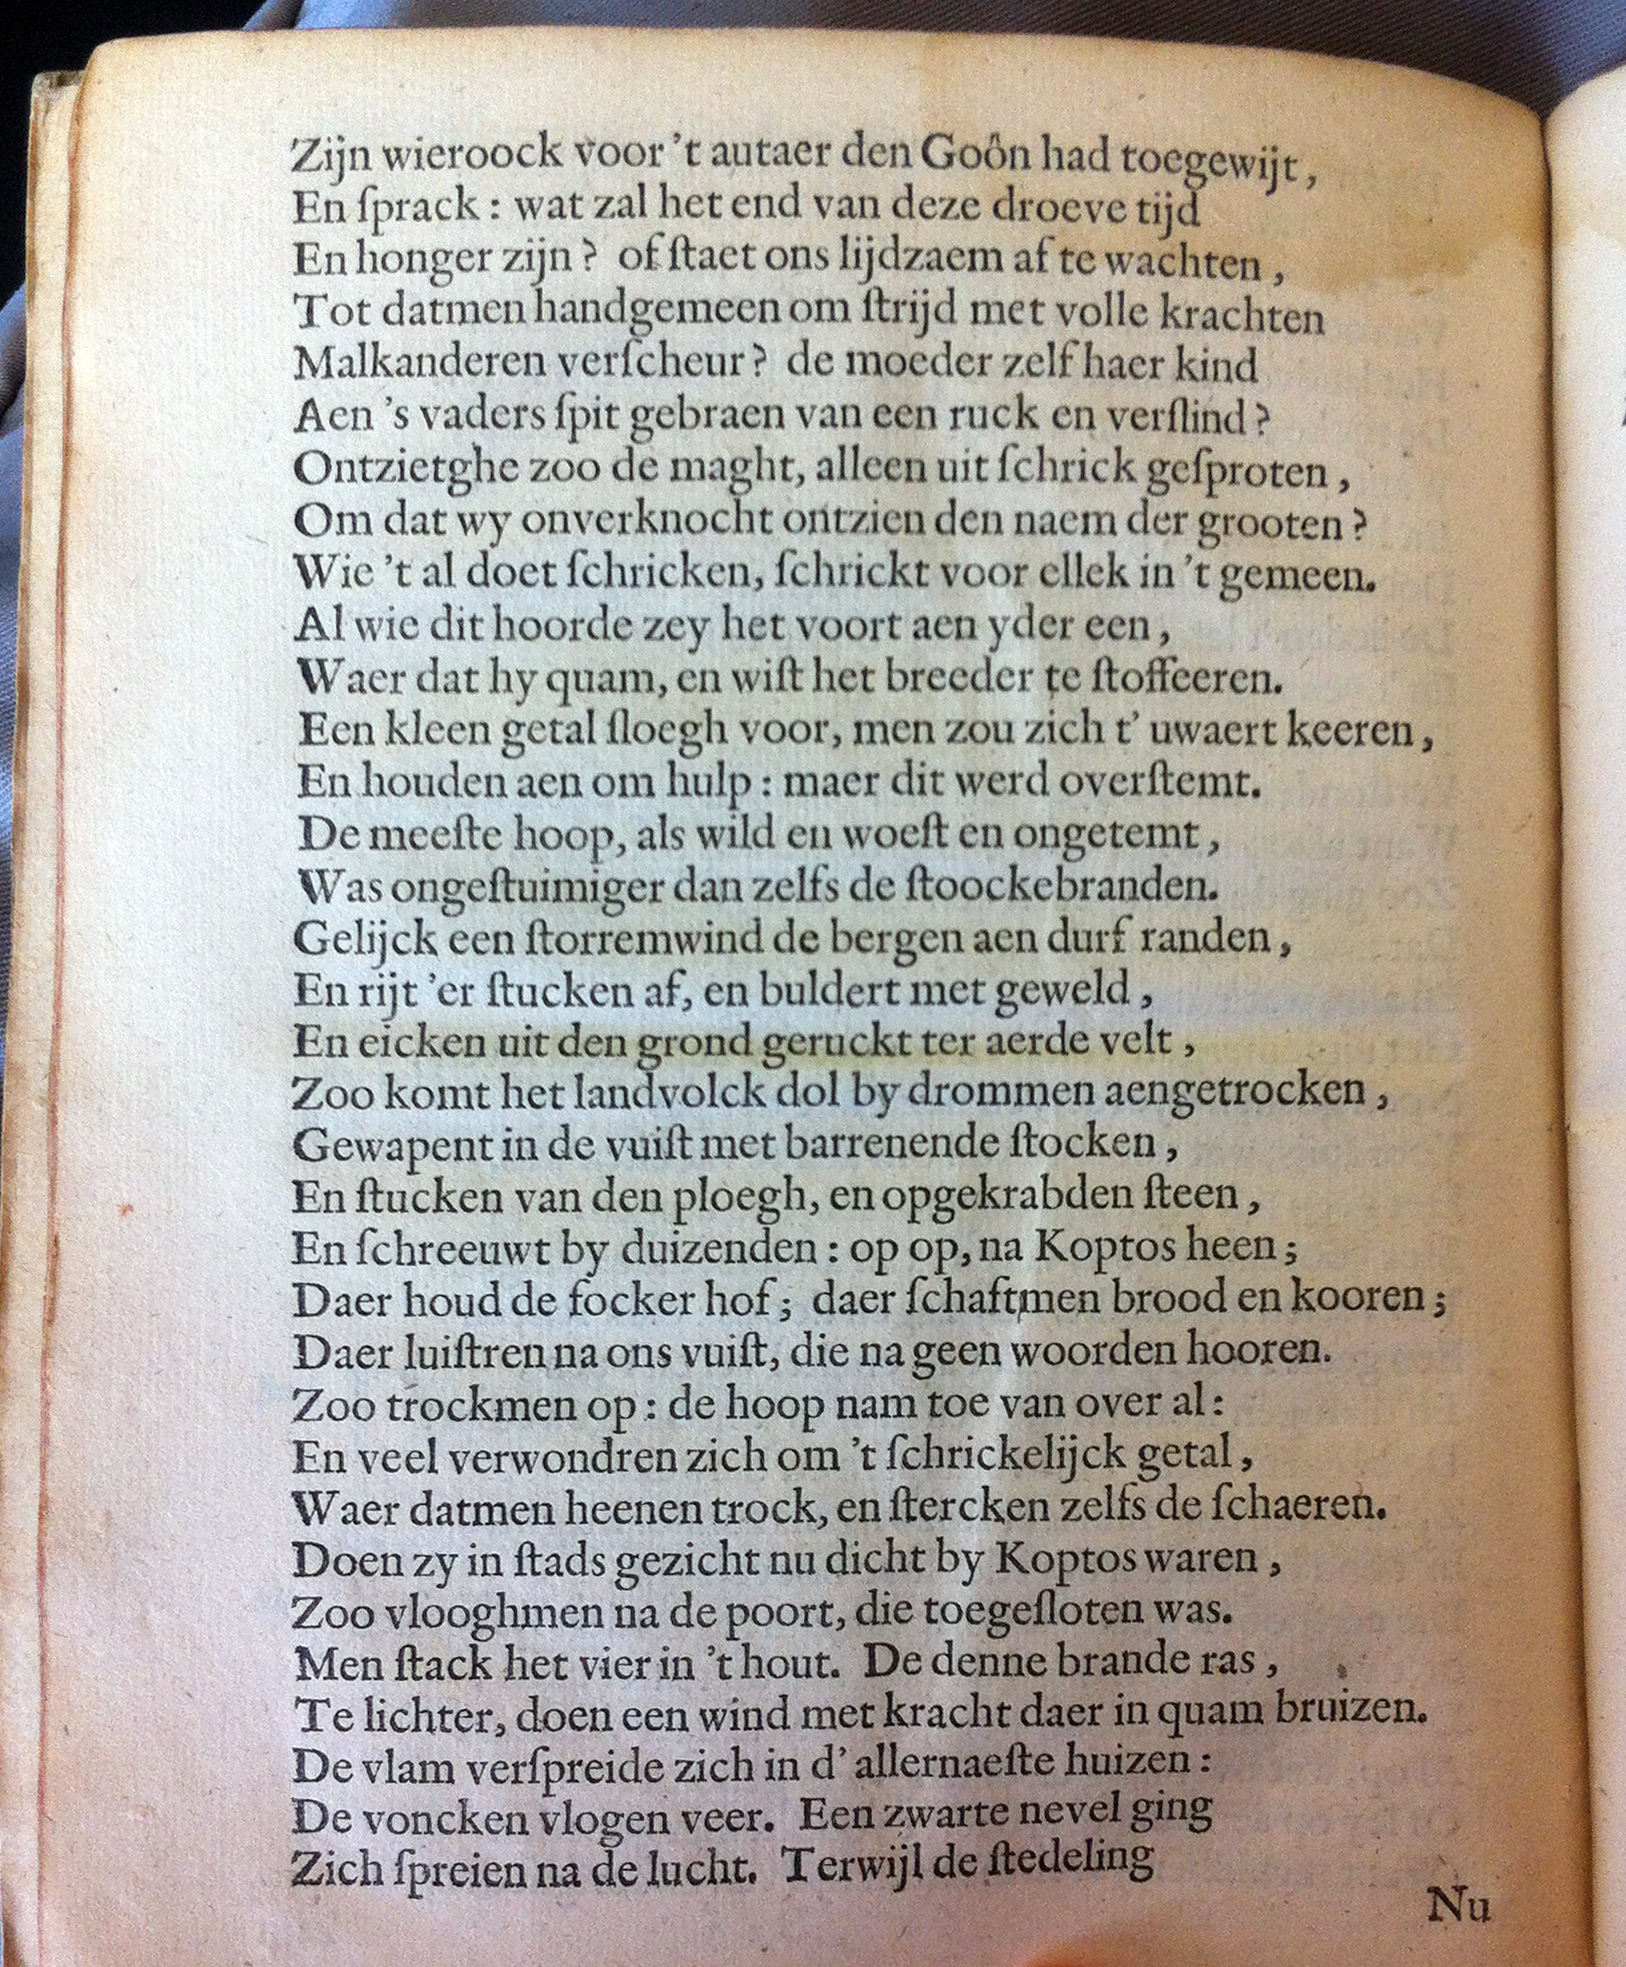 Zijn wieroock voor 't autaer den Goôn had toegewijt,
En ſprack : wat zal het end van deze droeve tijd
En honger zijn? of ſtaet ons lijdzaem af te wachten,
Tot datmen handgemeen om ſtrijd met volle krachten
Malkanderen verſcheur? de moeder zelf haer kind
Aen 's vaders ſpit gebraen van een ruck en verſlind?
Ontzietghe zoo de maght, alleen uit ſchrick geſproten,
Om dat wy onverknocht ontzien den naem der grooten?
Wie 't al doet ſchricken, ſchrickt voor ellek in 't gemeen.
Al wie dit hoorde zey het voort aen yder een,
Waer dat hy quam, en wiſt het breeder te ſtoffeeren.
Een kleen getal ſloegh voor, men zou zich t' uwaert keeren,
En houden aen om hulp : maer dit werd overſtemt.
De meeſte hoop, als wild en woeſt en ongetemt,
Was ongeſtuimiger dan zelfs de ſtoockebranden.
Gelijck een ſtorremwind de bergen aen durf randen,
En rijt 'er ſtucken af, en buldert met geweld,
En eicken uit den grond geruckt ter aerde velt,
Zoo komt het landvolck dol by drommen aengetrocken,
Gewapent in de vuiſt met barrenende ſtocken,
En ſtucken van den ploegh, en opgekrabden ſteen,
En ſchreeuwt by duizenden : op op, na Koptos heen;
Daer houd de focker hof; daer ſchaftmen brood en kooren;
Daer luiſtren na ons vuiſt, die na geen woorden hooren.
Zoo trockmen op : de hoop nam toe van over al:
En veel verwondren zich om 't ſchrickelijck getal,
Waer datmen heenen trock, en ſtercken zelfs de ſchaeren.
Doen zy in ſtads gezicht nu dicht by Koptos waren,
Zoo vlooghmen na de poort, die toegeſloten was.
Men ſtack het vier in 't hout. De denne brande ras,
Te lichter, doen een wind met kracht daer in quam bruizen.
De vlam verſpreide zich in d' allernaeſte huizen:
De voncken vlogen veer. Een zwarte nevel ging
Zich ſpreien na de lucht. Terwijl de ſtedeling
Nu